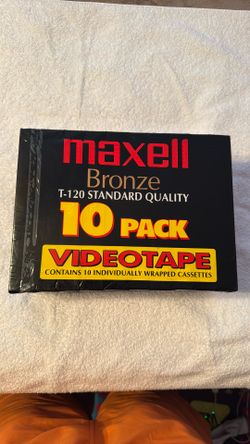 maxell
Bronze
T-120 STANDARD QUALITY
10 PACK
VIDEOTAPE
CONTAINS 10 INDIVIDUALLY WRAPPED CASSETTES